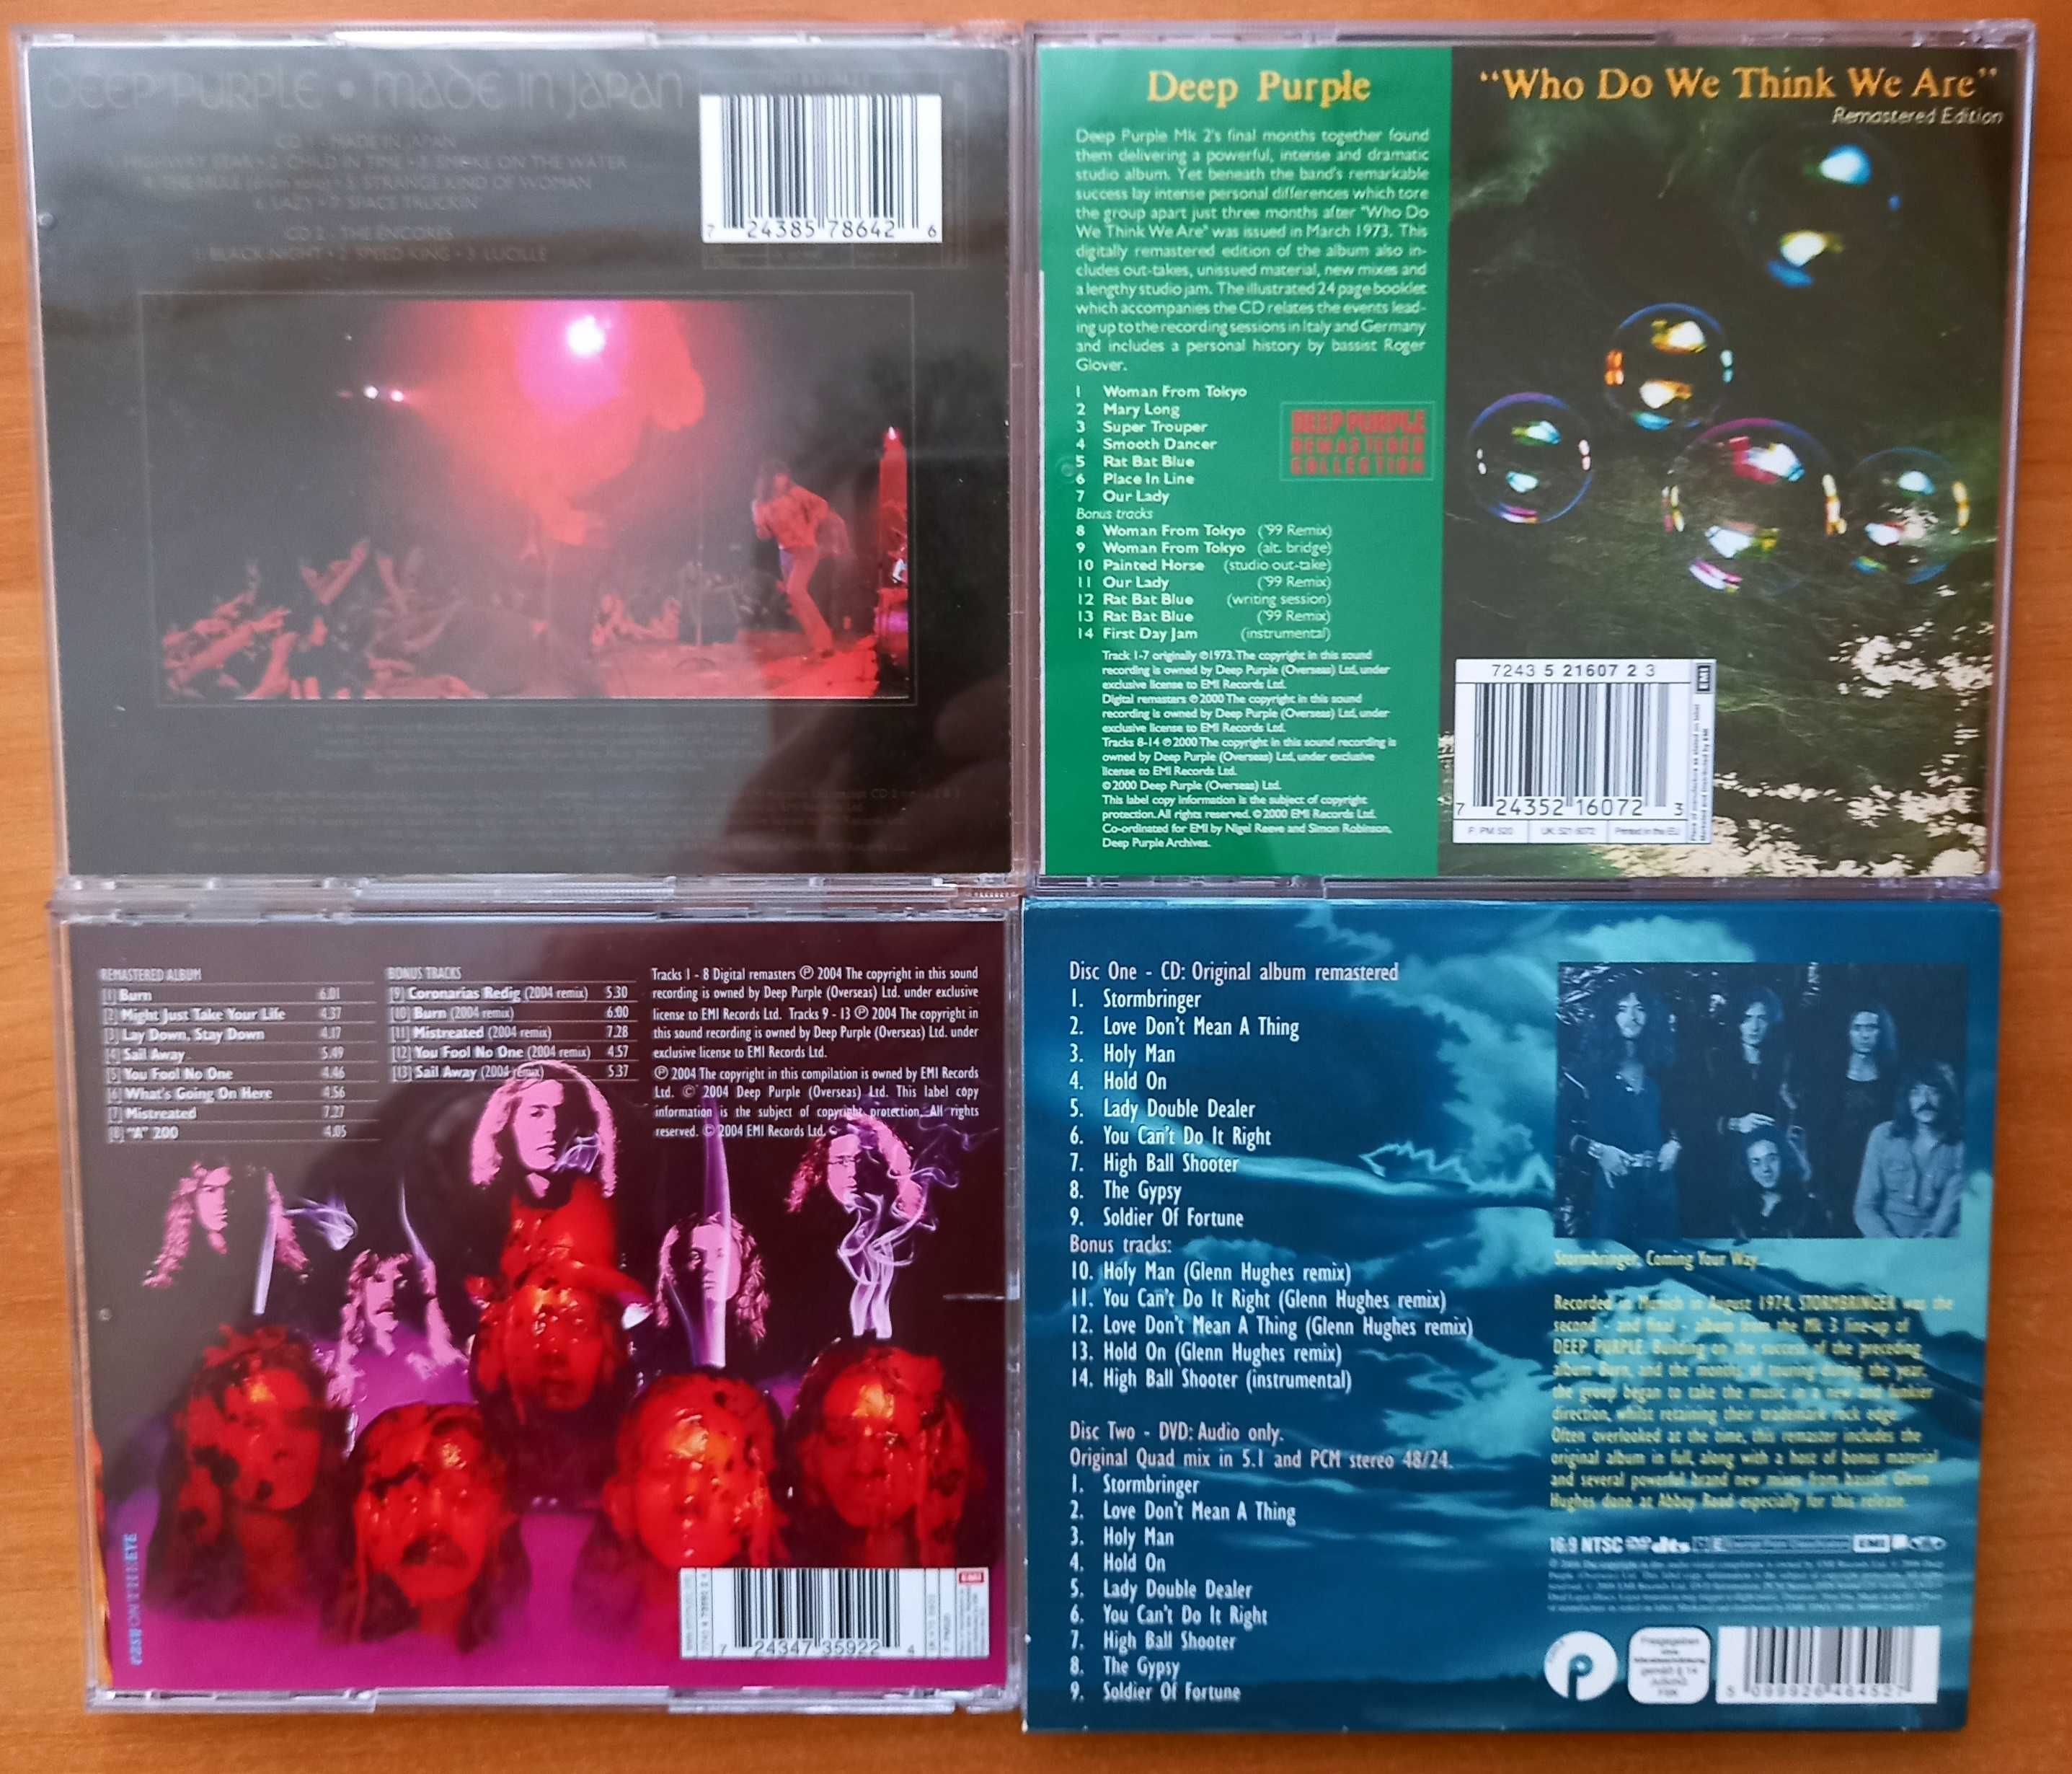 DEEP PURPLE • MADE IN JAPAN
CD 1 - MADE IN JAPAN
1. HIGHWAY STAR • 2. CHILD IN TIME • 3. SMOKE ON THE WATER
4. THE MULE (drum solo) • 5. STRANGE KIND OF WOMAN
6. LAZY • 7. SPACE TRUCKIN'
CD 2 - THE ENCORES
1. BLACK NIGHT • 2. SPEED KING • 3. LUCILLE
7 24385 78642 6
Deep Purple
Deep Purple Mk 2's final months together found
them delivering a powerful, intense and dramatic
studio album. Yet beneath the band's remarkable
success lay intense personal differences which tore
the group apart just three months after "Who Do
We Think We Are" was issued in March 1973. This
digitally remastered edition of the album also in-
cludes out-takes, unissued material, new mixes and
a lengthy studio jam. The illustrated 24 page booklet
which accompanies the CD relates the events lead-
ing up to the recording sessions in Italy and Germany
and includes a personal history by bassist Roger
Glover.
1 Woman From Tokyo
2 Mary Long
3 Super Trouper
4 Smooth Dancer
5 Rat Bat Blue
6 Place In Line
7 Our Lady
Bonus tracks
8 Woman From Tokyo ('99 Remix)
9 Woman From Tokyo (alt. bridge)
10 Painted Horse (studio out-take)
11 Our Lady ('99 Remix)
12 Rat Bat Blue (writing session)
13 Rat Bat Blue ('99 Remix)
14 First Day Jam (instrumental)
DEEP PURPLE
REMASTERED
COLLECTION
Track 1-7 originally ℗1973. The copyright in this sound
recording is owned by Deep Purple (Overseas) Ltd, under
exclusive license to EMI Records Ltd.
Digital remasters ℗ 2000 The copyright in this sound
recording is owned by Deep Purple (Overseas) Ltd, under
exclusive license to EMI Records Ltd.
Tracks 8-14 ℗ 2000 The copyright in this sound recording is
owned by Deep Purple (Overseas) Ltd, under exclusive
license to EMI Records Ltd.
© 2000 Deep Purple (Overseas) Ltd.
This label copy information is the subject of copyright
protection. All rights reserved. © 2000 EMI Records Ltd.
Co-ordinated for EMI by Nigel Reeve and Simon Robinson,
Deep Purple Archives.
"Who Do We Think We Are"
Remastered Edition
7243 5 21607 2 3
EMI
7 24352 16072 3
F: PM 520 UK: 521 6072 Printed in the EU
REMASTERED ALBUM
[1] Burn 6.01
[2] Might Just Take Your Life 4.37
[3] Lay Down, Stay Down 4.17
[4] Sail Away 5.49
[5] You Fool No One 4.46
[6] What's Going On Here 4.56
[7] Mistreated 7.27
[8] "A" 200 4.05
BONUS TRACKS
[9] Coronarias Redig (2004 remix) 5.30
[10] Burn (2004 remix) 6:00
[11] Mistreated (2004 remix) 7.28
[12] You Fool No One (2004 remix) 4.57
[13] Sail Away (2004 remix) 5.37
Tracks 1 - 8 Digital remasters ℗ 2004 The copyright in this sound
recording is owned by Deep Purple (Overseas) Ltd. under exclusive
license to EMI Records Ltd. Tracks 9 - 13 ℗ 2004 The copyright in
this sound recording is owned by Deep Purple (Overseas) Ltd. under
exclusive license to EMI Records Ltd.
℗ 2004 The copyright in this compilation is owned by EMI Records
Ltd. © 2004 Deep Purple (Overseas) Ltd. This label copy
information is the subject of copyright protection. All rights
reserved. © 2004 EMI Records Ltd.
easy ON THE EYE
EMI
7 24347 35922 4
Disc One - CD: Original album remastered
1. Stormbringer
2. Love Don't Mean A Thing
3. Holy Man
4. Hold On
5. Lady Double Dealer
6. You Can't Do It Right
7. High Ball Shooter
8. The Gypsy
9. Soldier Of Fortune
Bonus tracks:
10. Holy Man (Glenn Hughes remix)
11. You Can't Do It Right (Glenn Hughes remix)
12. Love Don't Mean A Thing (Glenn Hughes remix)
13. Hold On (Glenn Hughes remix)
14. High Ball Shooter (instrumental)
Disc Two - DVD: Audio only.
Original Quad mix in 5.1 and PCM stereo 48/24.
1. Stormbringer
2. Love Don't Mean A Thing
3. Holy Man
4. Hold On
5. Lady Double Dealer
6. You Can't Do It Right
7. High Ball Shooter
8. The Gypsy
9. Soldier Of Fortune
Stormbringer, Coming Your Way...
Recorded in Munich in August 1974, STORMBRINGER was the
second - and final - album from the Mk 3 line-up of
DEEP PURPLE. Building on the success of the preceding
album Burn, and the months of touring during the year,
the group began to take the music in a new and funkier
direction, whilst retaining their trademark rock edge.
Often overlooked at the time, this remaster includes the
original album in full, along with a host of bonus material
and several powerful brand new mixes from bassist Glenn
Hughes done at Abbey Road especially for this release.
16:9 NTSC DVD dts E EMI
P
5 099920 464527